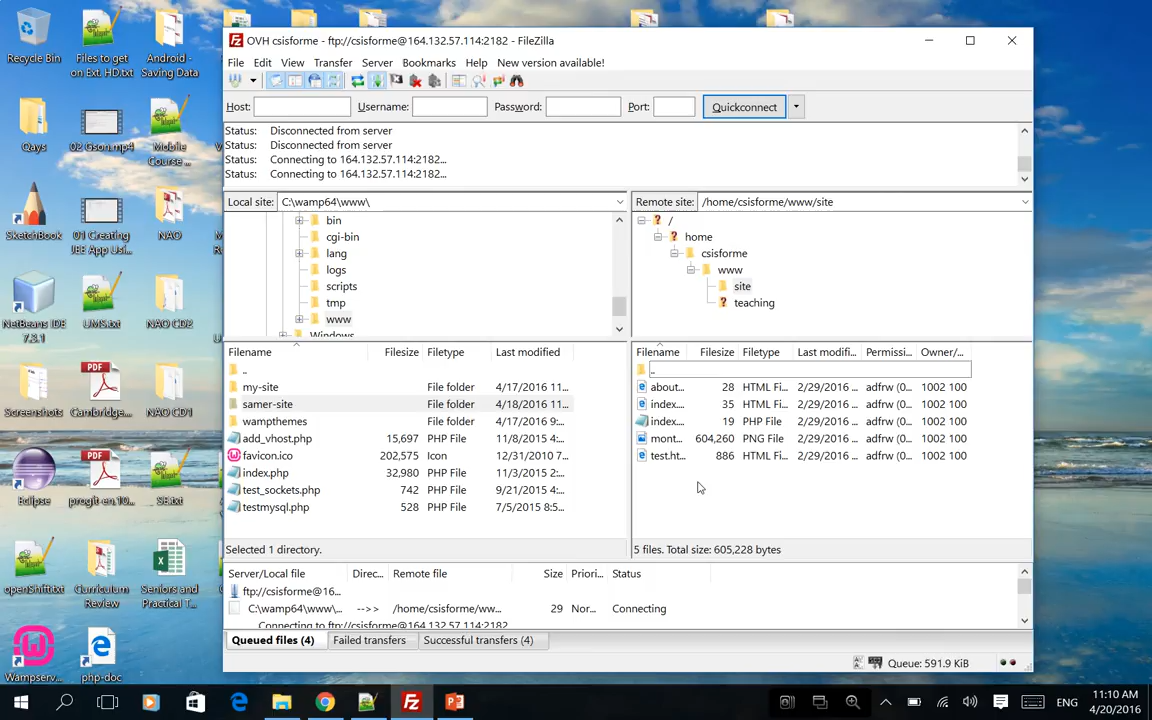 OVH csisforme - ftp://csisforme@164.132.57.114:2182 - FileZilla
File Edit View Transfer Server Bookmarks Help New version available!
Host: Username: Password: Port: Quickconnect
Status: Disconnected from server
Status: Disconnected from server
Status: Connecting to 164.132.57.114:2182...
Status: Connecting to 164.132.57.114:2182...
Local site: C:\wamp64\www\
bin
cgi-bin
lang
logs
scripts
tmp
www
Windows
Remote site: /home/csisforme/www/site
/
home
csisforme
www
site
teaching
Filename Filesize Filetype Last modified
..
my-site File folder 4/17/2016 11...
samer-site File folder 4/18/2016 11...
wampthemes File folder 4/17/2016 9:...
add_vhost.php 15,697 PHP File 11/8/2015 4:...
favicon.ico 202,575 Icon 12/31/2010 7...
index.php 32,980 PHP File 11/3/2015 2:...
test_sockets.php 742 PHP File 9/21/2015 4:...
testmysql.php 528 PHP File 7/5/2015 8:5...
Selected 1 directory.
Filename Filesize Filetype Last modifi... Permissi... Owner/...
..
about... 28 HTML Fi... 2/29/2016 ... adfrw (0... 1002 100
index.... 35 HTML Fi... 2/29/2016 ... adfrw (0... 1002 100
index.... 19 PHP File 2/29/2016 ... adfrw (0... 1002 100
mont... 604,260 PNG File 2/29/2016 ... adfrw (0... 1002 100
test.ht... 886 HTML Fi... 2/29/2016 ... adfrw (0... 1002 100
5 files. Total size: 605,228 bytes
Server/Local file Direc... Remote file Size Priori... Status
ftp://csisforme@16...
C:\wamp64\www\... -->> /home/csisforme/ww... 29 Nor... Connecting
Connecting to 164.132.57.114:2182
Queued files (4) Failed transfers Successful transfers (4)
Queue: 591.9 KiB
Recycle Bin
Files to get
on Ext. HD.txt
Android -
Saving Data
Qays
02 Gson.mp4
Mobile
Course ...
SketchBook
01 Creating
JEE App Usi...
NAO
NetBeans IDE
7.3.1
UMS.txt
NAO CD2
Screenshots
Cambridge...
NAO CD1
Eclipse
progit-en.10...
SE.txt
openShift.txt
Curriculum
Review
Seniors and
Practical T...
Wampserv...
php-doc
ENG
11:10 AM
4/20/2016